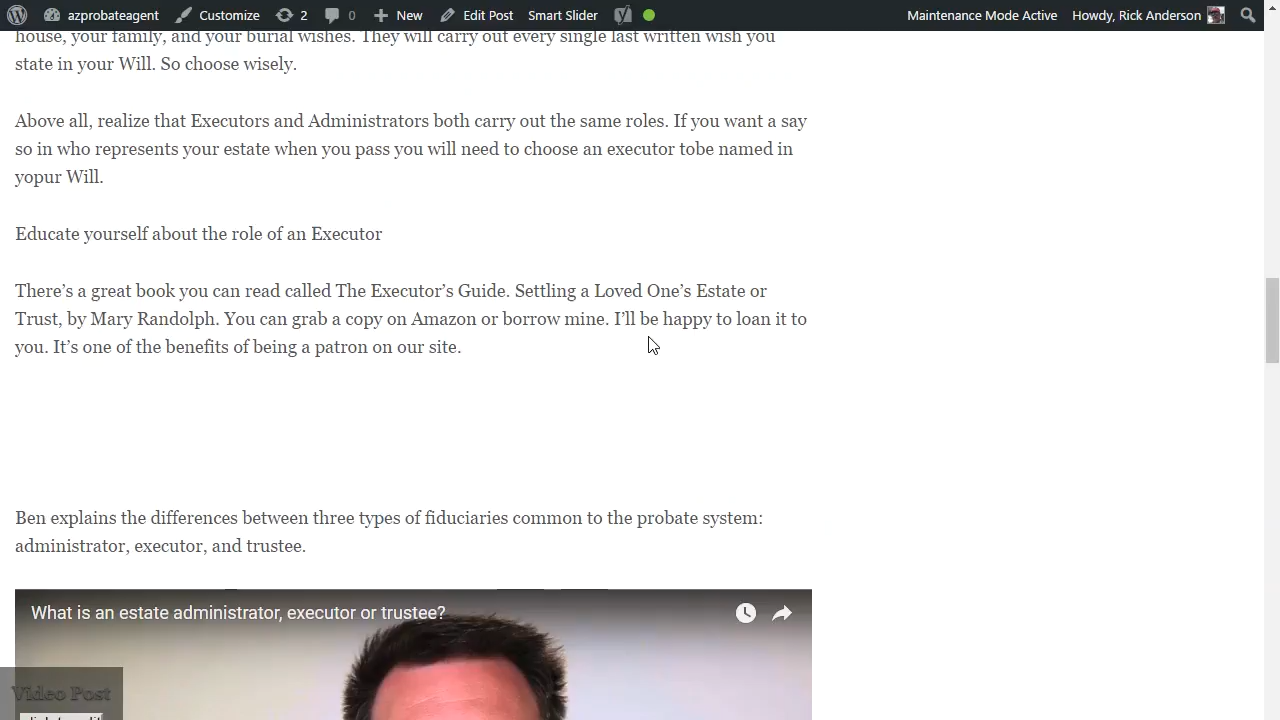 azprobateagent Customize 2 0 New Edit Post Smart Slider Maintenance Mode Active Howdy, Rick Anderson
house, your family, and your burial wishes. They will carry out every single last written wish you
state in your Will. So choose wisely.
Above all, realize that Executors and Administrators both carry out the same roles. If you want a say
so in who represents your estate when you pass you will need to choose an executor tobe named in
yopur Will.
Educate yourself about the role of an Executor
There’s a great book you can read called The Executor’s Guide. Settling a Loved One’s Estate or
Trust, by Mary Randolph. You can grab a copy on Amazon or borrow mine. I’ll be happy to loan it to
you. It’s one of the benefits of being a patron on our site.
Ben explains the differences between three types of fiduciaries common to the probate system:
administrator, executor, and trustee.
What is an estate administrator, executor or trustee?
Video Post